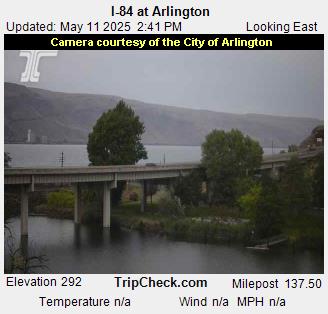 I-84 at Arlington
Updated: May 11 2025 2:41 PM Looking East
Camera courtesy of the City of Arlington
Elevation 292 TripCheck.com Milepost 137.50
Temperature n/a Wind n/a MPH n/a